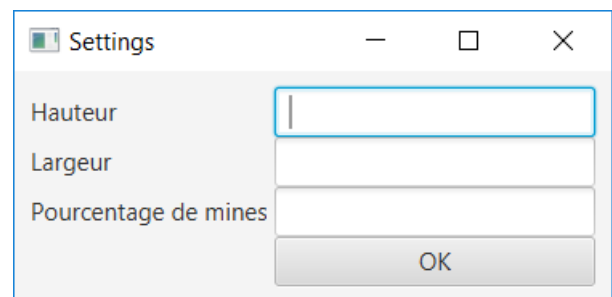 Settings
Hauteur
Largeur
Pourcentage de mines
OK